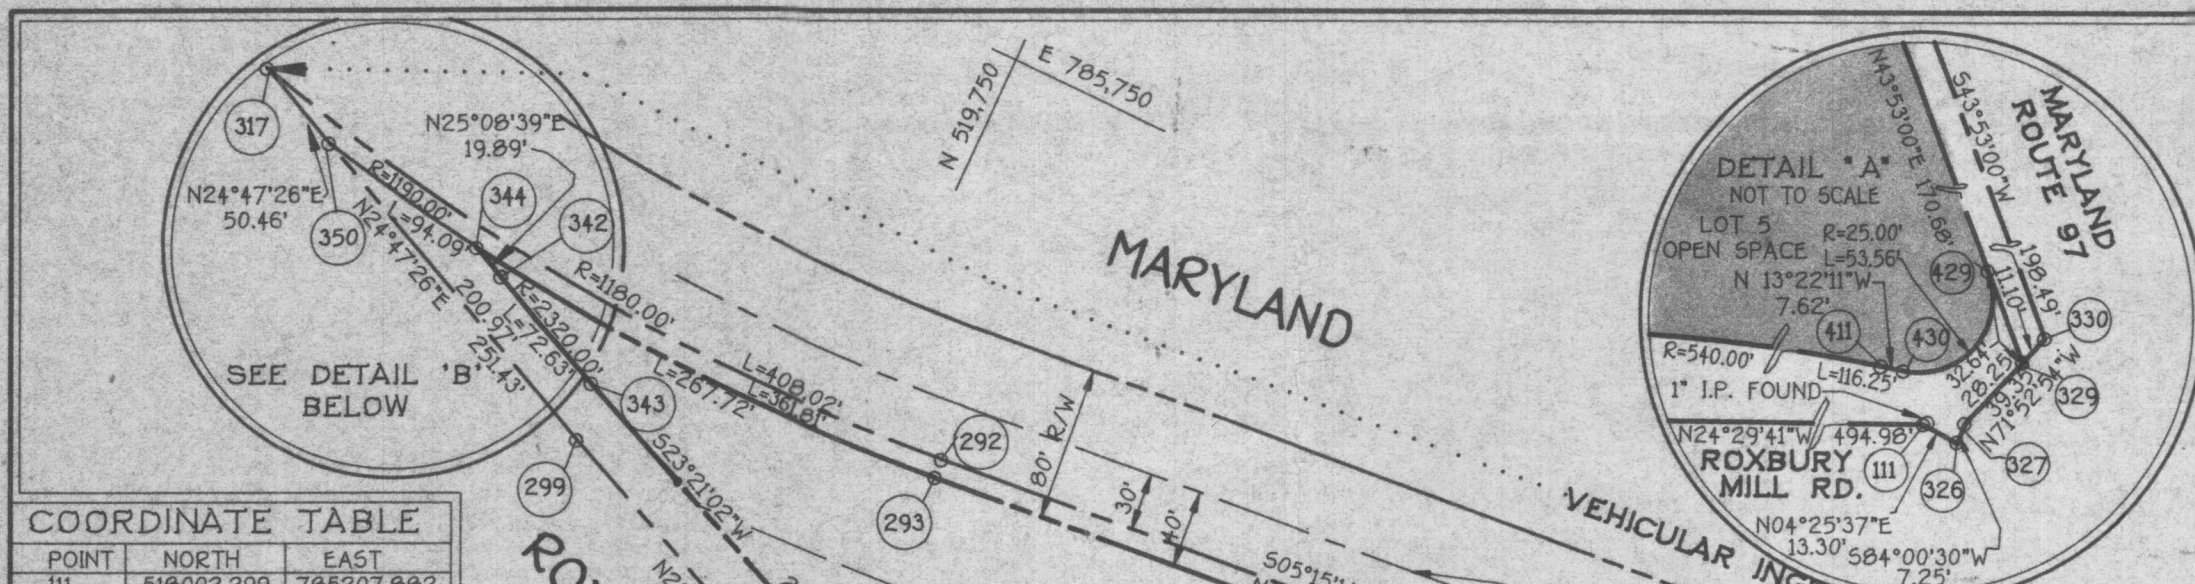 317
N24°47'26"E
50.46'
350
N25°08'39"E
19.89'
344
342
R=1190.00'
L=94.09'
N24°47'26"E
200.97'
251.43'
R=2320.00'
L=72.63'
R=1180.00'
L=267.72'
L=408.02'
L=361.81'
SEE DETAIL 'B'
BELOW
343
299
S23°21'02"W
292
293
N 519,750
E 785,750
MARYLAND
80' R/W
30'
40'
S05°15'1
VEHICULAR ING
DETAIL "A"
NOT TO SCALE
LOT 5
OPEN SPACE
R=25.00'
L=53.56'
N 13°22'11"W
7.62'
N43°53'00"E 170.68'
S43°53'00"W
198.49'
MARYLAND
ROUTE 97
429
11.10'
330
411
430
R=540.00'
L=116.25'
1" I.P. FOUND
32.64'
28.25'
39.35'
N71°52'54"W
329
N24°29'41"W 494.98'
ROXBURY
MILL RD.
111
326
327
N04°25'37"E
13.30'
S84°00'30"W
7.25'
COORDINATE TABLE
POINT NORTH EAST
111
ROX
N2